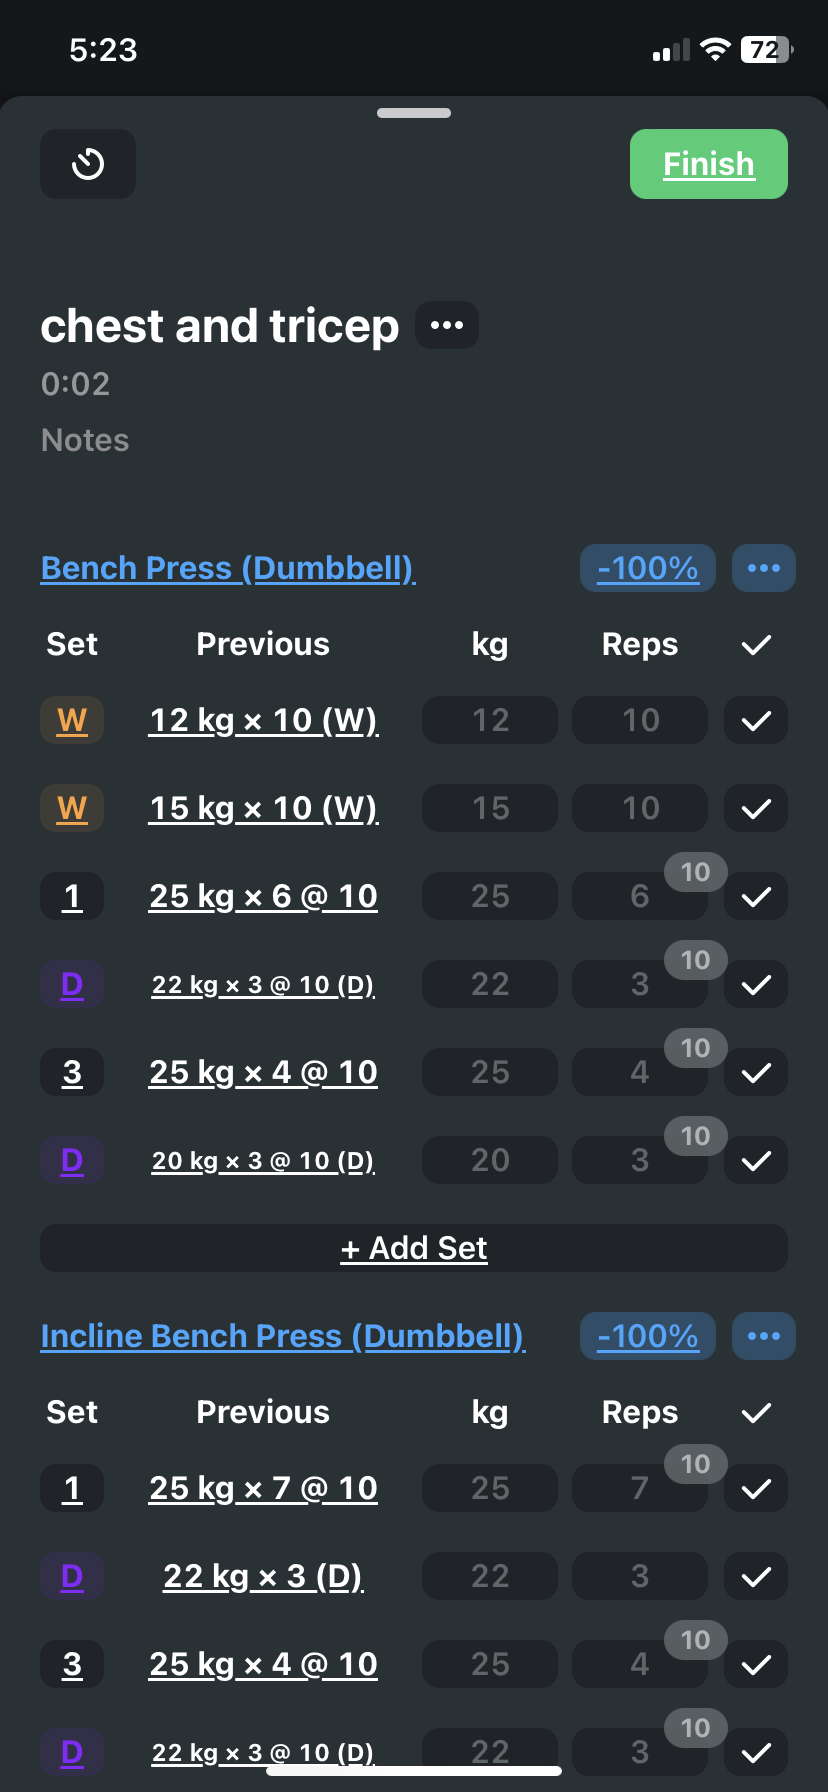 5:23
72
Finish
chest and tricep
0:02
Notes
Bench Press (Dumbbell) -100%
Set Previous kg Reps
W 12 kg × 10 (W) 12 10
W 15 kg × 10 (W) 15 10
1 25 kg × 6 @ 10 25 6 10
D 22 kg × 3 @ 10 (D) 22 3 10
3 25 kg × 4 @ 10 25 4 10
D 20 kg × 3 @ 10 (D) 20 3 10
+ Add Set
Incline Bench Press (Dumbbell) -100%
Set Previous kg Reps
1 25 kg × 7 @ 10 25 7 10
D 22 kg × 3 (D) 22 3
3 25 kg × 4 @ 10 25 4 10
D 22 kg × 3 @ 10 (D) 22 3 10